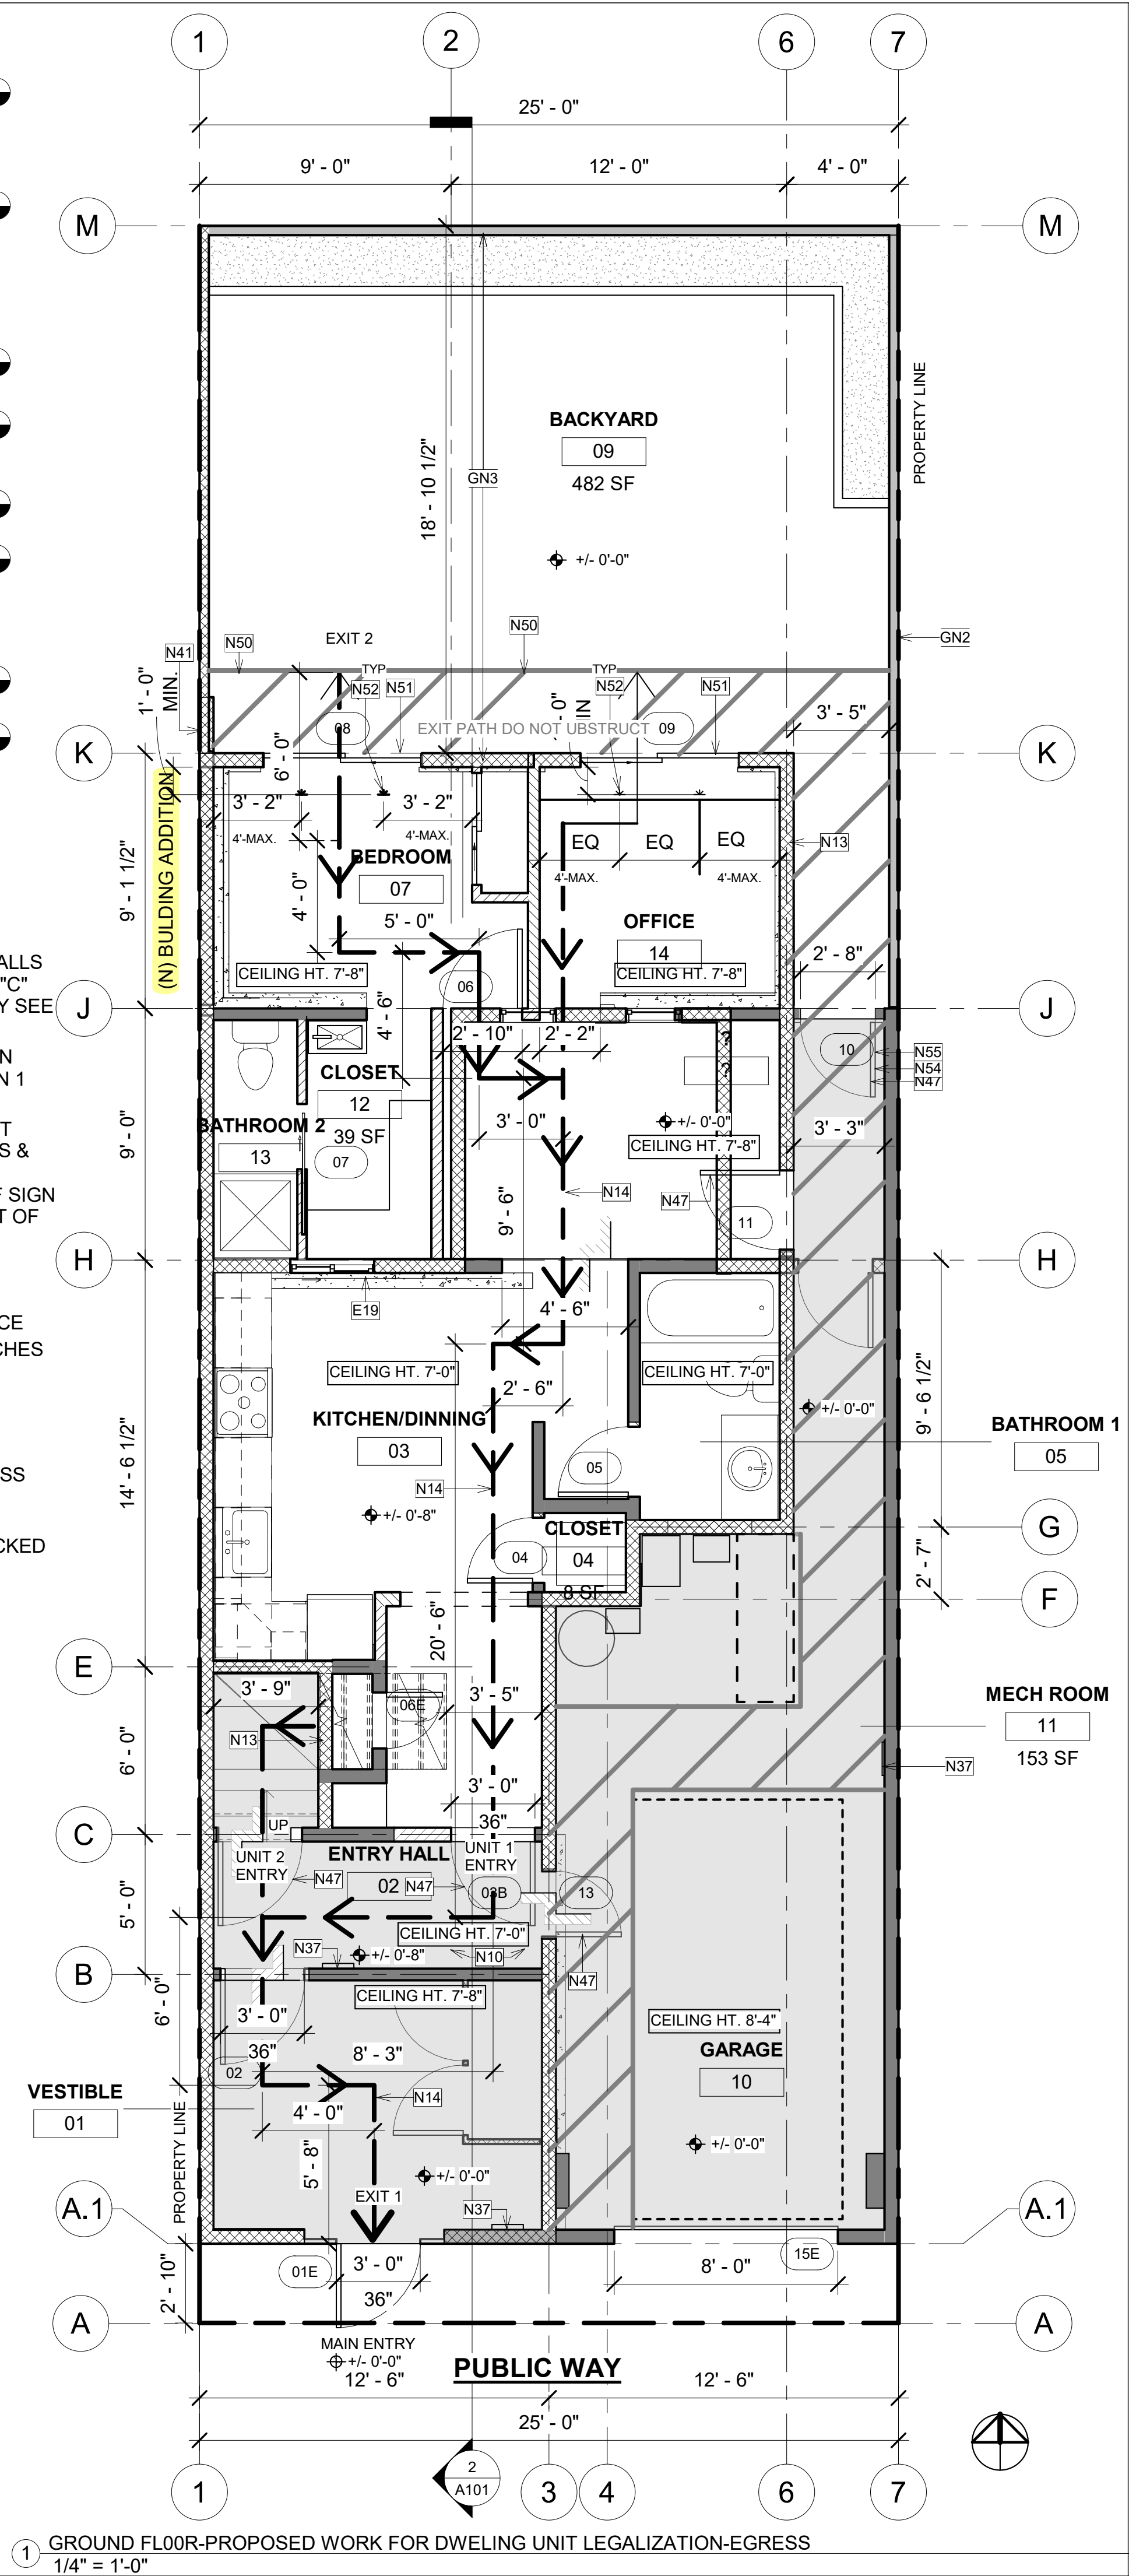 1
2
6
7
25' - 0"
9' - 0"
12' - 0"
4' - 0"
M
M
BACKYARD
09
482 SF
18' - 10 1/2"
GN3
PROPERTY LINE
+/- 0'-0"
GN2
N41
N50
EXIT 2
N50
1' - 0"
MIN.
TYP
N52
N51
TYP
N52
N51
3' - 5"
08
EXIT PATH DO NOT UBSTRUCT
09
K
K
6' - 0"
(N) BULDING ADDITION
9' - 1 1/2"
3' - 2"
3' - 2"
4'-MAX.
4'-MAX.
EQ
EQ
EQ
N13
BEDROOM
07
4'-MAX.
4'-MAX.
4' - 0"
5' - 0"
OFFICE
14
CEILING HT. 7'-8"
CEILING HT. 7'-8"
2' - 8"
06
ALLS
"C"
Y SEE
J
J
4' - 6"
2' - 10"
2' - 2"
10
N55
N54
N47
N
N 1
CLOSET
12
39 SF
BATHROOM 2
13
07
+/- 0'-0"
CEILING HT. 7'-8"
3' - 0"
3' - 3"
T
S &
9' - 0"
F SIGN
T OF
N14
N47
11
9' - 6"
H
H
E19
4' - 6"
CE
CHES
CEILING HT. 7'-0"
CEILING HT. 7'-0"
2' - 6"
+/- 0'-0"
9' - 6 1/2"
KITCHEN/DINNING
03
BATHROOM 1
05
14' - 6 1/2"
SS
N14
05
+/- 0'-8"
CKED
CLOSET
04
8 SF
04
G
2' - 7"
F
20' - 6"
E
3' - 9"
06E
3' - 5"
MECH ROOM
11
153 SF
6' - 0"
N13
N37
3' - 0"
36"
C
UP
UNIT 2
ENTRY
ENTRY HALL
UNIT 1
ENTRY
N47
02
N47
03B
13
5' - 0"
CEILING HT. 7'-0"
N37
+/- 0'-8"
N10
N47
B
CEILING HT. 7'-8"
6' - 0"
3' - 0"
36"
8' - 3"
CEILING HT. 8'-4"
GARAGE
10
02
VESTIBLE
01
N14
4' - 0"
PROPERTY LINE
5' - 8"
+/- 0'-0"
+/- 0'-0"
EXIT 1
N37
A.1
A.1
2' - 10"
01E
3' - 0"
36"
8' - 0"
15E
A
A
MAIN ENTRY
+/- 0'-0"
PUBLIC WAY
12' - 6"
12' - 6"
25' - 0"
2
A101
1
3
4
6
7
1
GROUND FL00R-PROPOSED WORK FOR DWELING UNIT LEGALIZATION-EGRESS
1/4" = 1'-0"